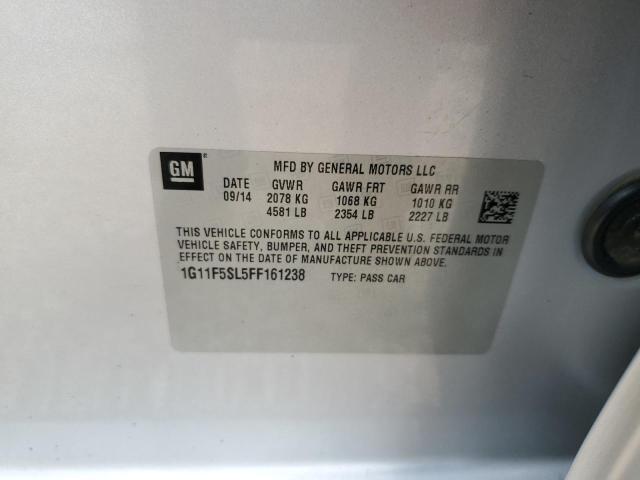 GM
MFD BY GENERAL MOTORS LLC
DATE GVWR GAWR FRT GAWR RR
09/14 2078 KG 1068 KG 1010 KG
4581 LB 2354 LB 2227 LB
THIS VEHICLE CONFORMS TO ALL APPLICABLE U.S. FEDERAL MOTOR
VEHICLE SAFETY, BUMPER, AND THEFT PREVENTION STANDARDS IN
EFFECT ON THE DATE OF MANUFACTURE SHOWN ABOVE.
1G11F5SL5FF161238 TYPE: PASS CAR